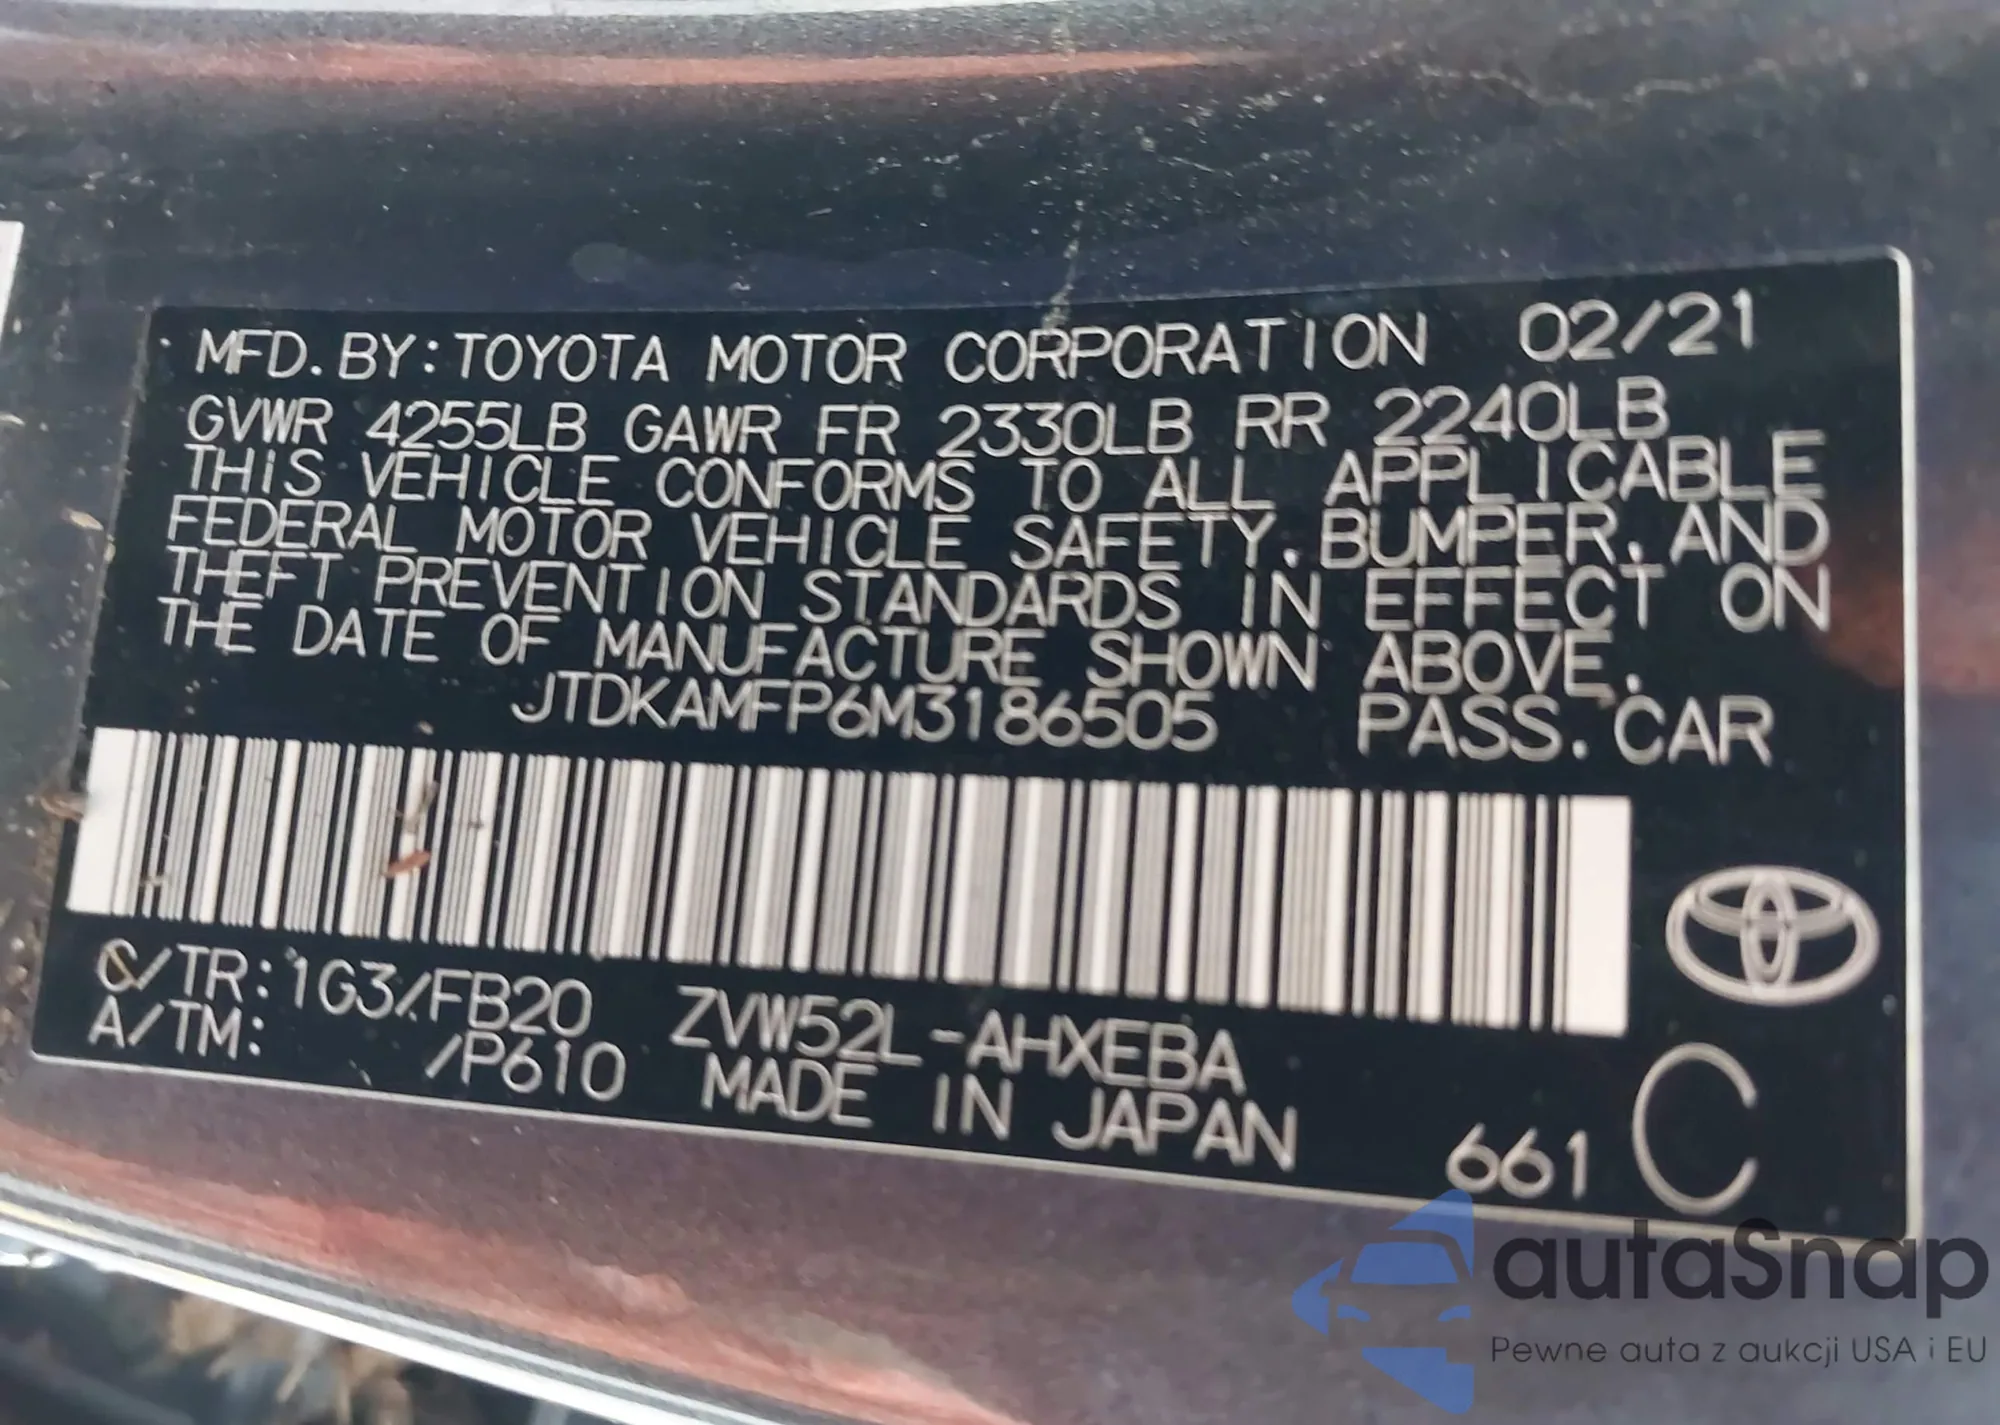 MFD. BY: TOYOTA MOTOR CORPORATION 02/21
GVWR 4255LB GAWR FR 2330LB RR 2240LB
THIS VEHICLE CONFORMS TO ALL APPLICABLE
FEDERAL MOTOR VEHICLE SAFETY, BUMPER, AND
THEFT PREVENTION STANDARDS IN EFFECT ON
THE DATE OF MANUFACTURE SHOWN ABOVE.
JTDKAMFP6M3186505 PASS. CAR
C/TR: 1G3/FB20 ZVW52L-AHXEBA
A/TM: /P610 MADE IN JAPAN 661 C
autaSnap
Pewne auta z aukcji USA i EU